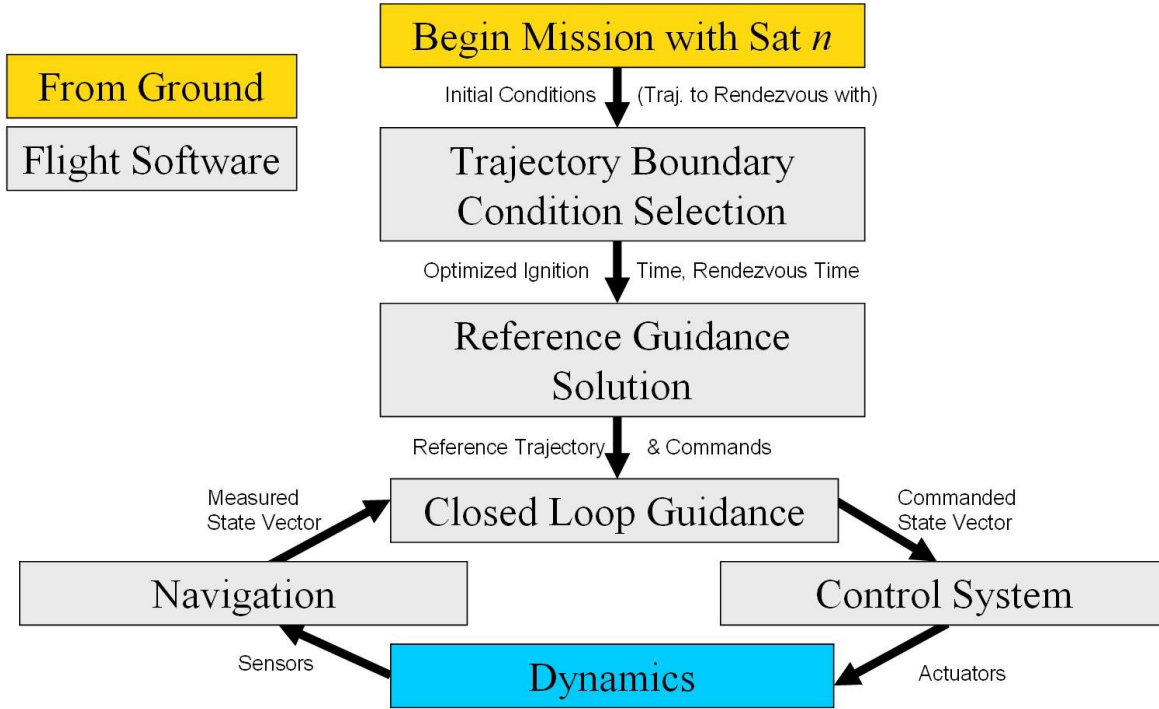 Begin Mission with Sat n
From Ground
Flight Software
Initial Conditions (Traj. to Rendezvous with)
Trajectory Boundary
Condition Selection
Optimized Ignition Time, Rendezvous Time
Reference Guidance
Solution
Reference Trajectory & Commands
Measured
State Vector
Closed Loop Guidance
Commanded
State Vector
Navigation
Control System
Sensors
Dynamics
Actuators